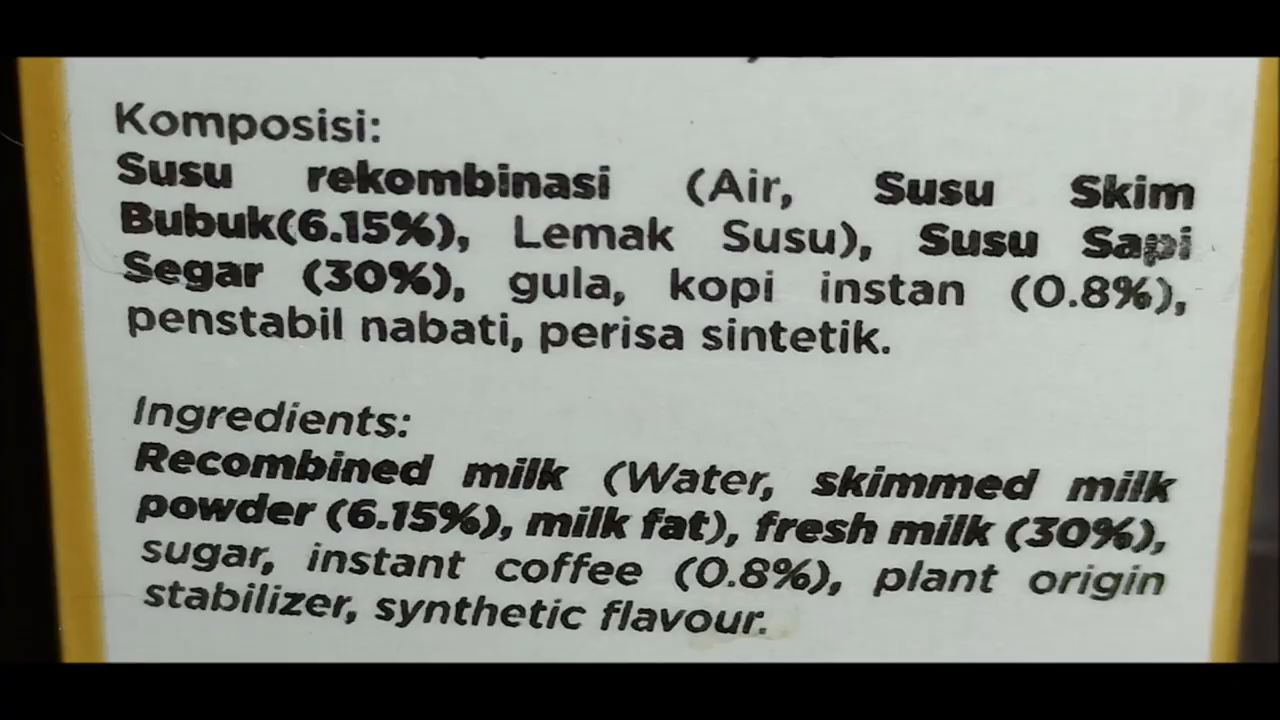 Komposisi:
Susu rekombinasi (Air, Susu Skim
Bubuk(6.15%), Lemak Susu), Susu Sapi
Segar (30%), gula, kopi instan (0.8%),
penstabil nabati, perisa sintetik.
Ingredients:
Recombined milk (Water, skimmed milk
powder (6.15%), milk fat), fresh milk (30%),
sugar, instant coffee (0.8%), plant origin
stabilizer, synthetic flavour.